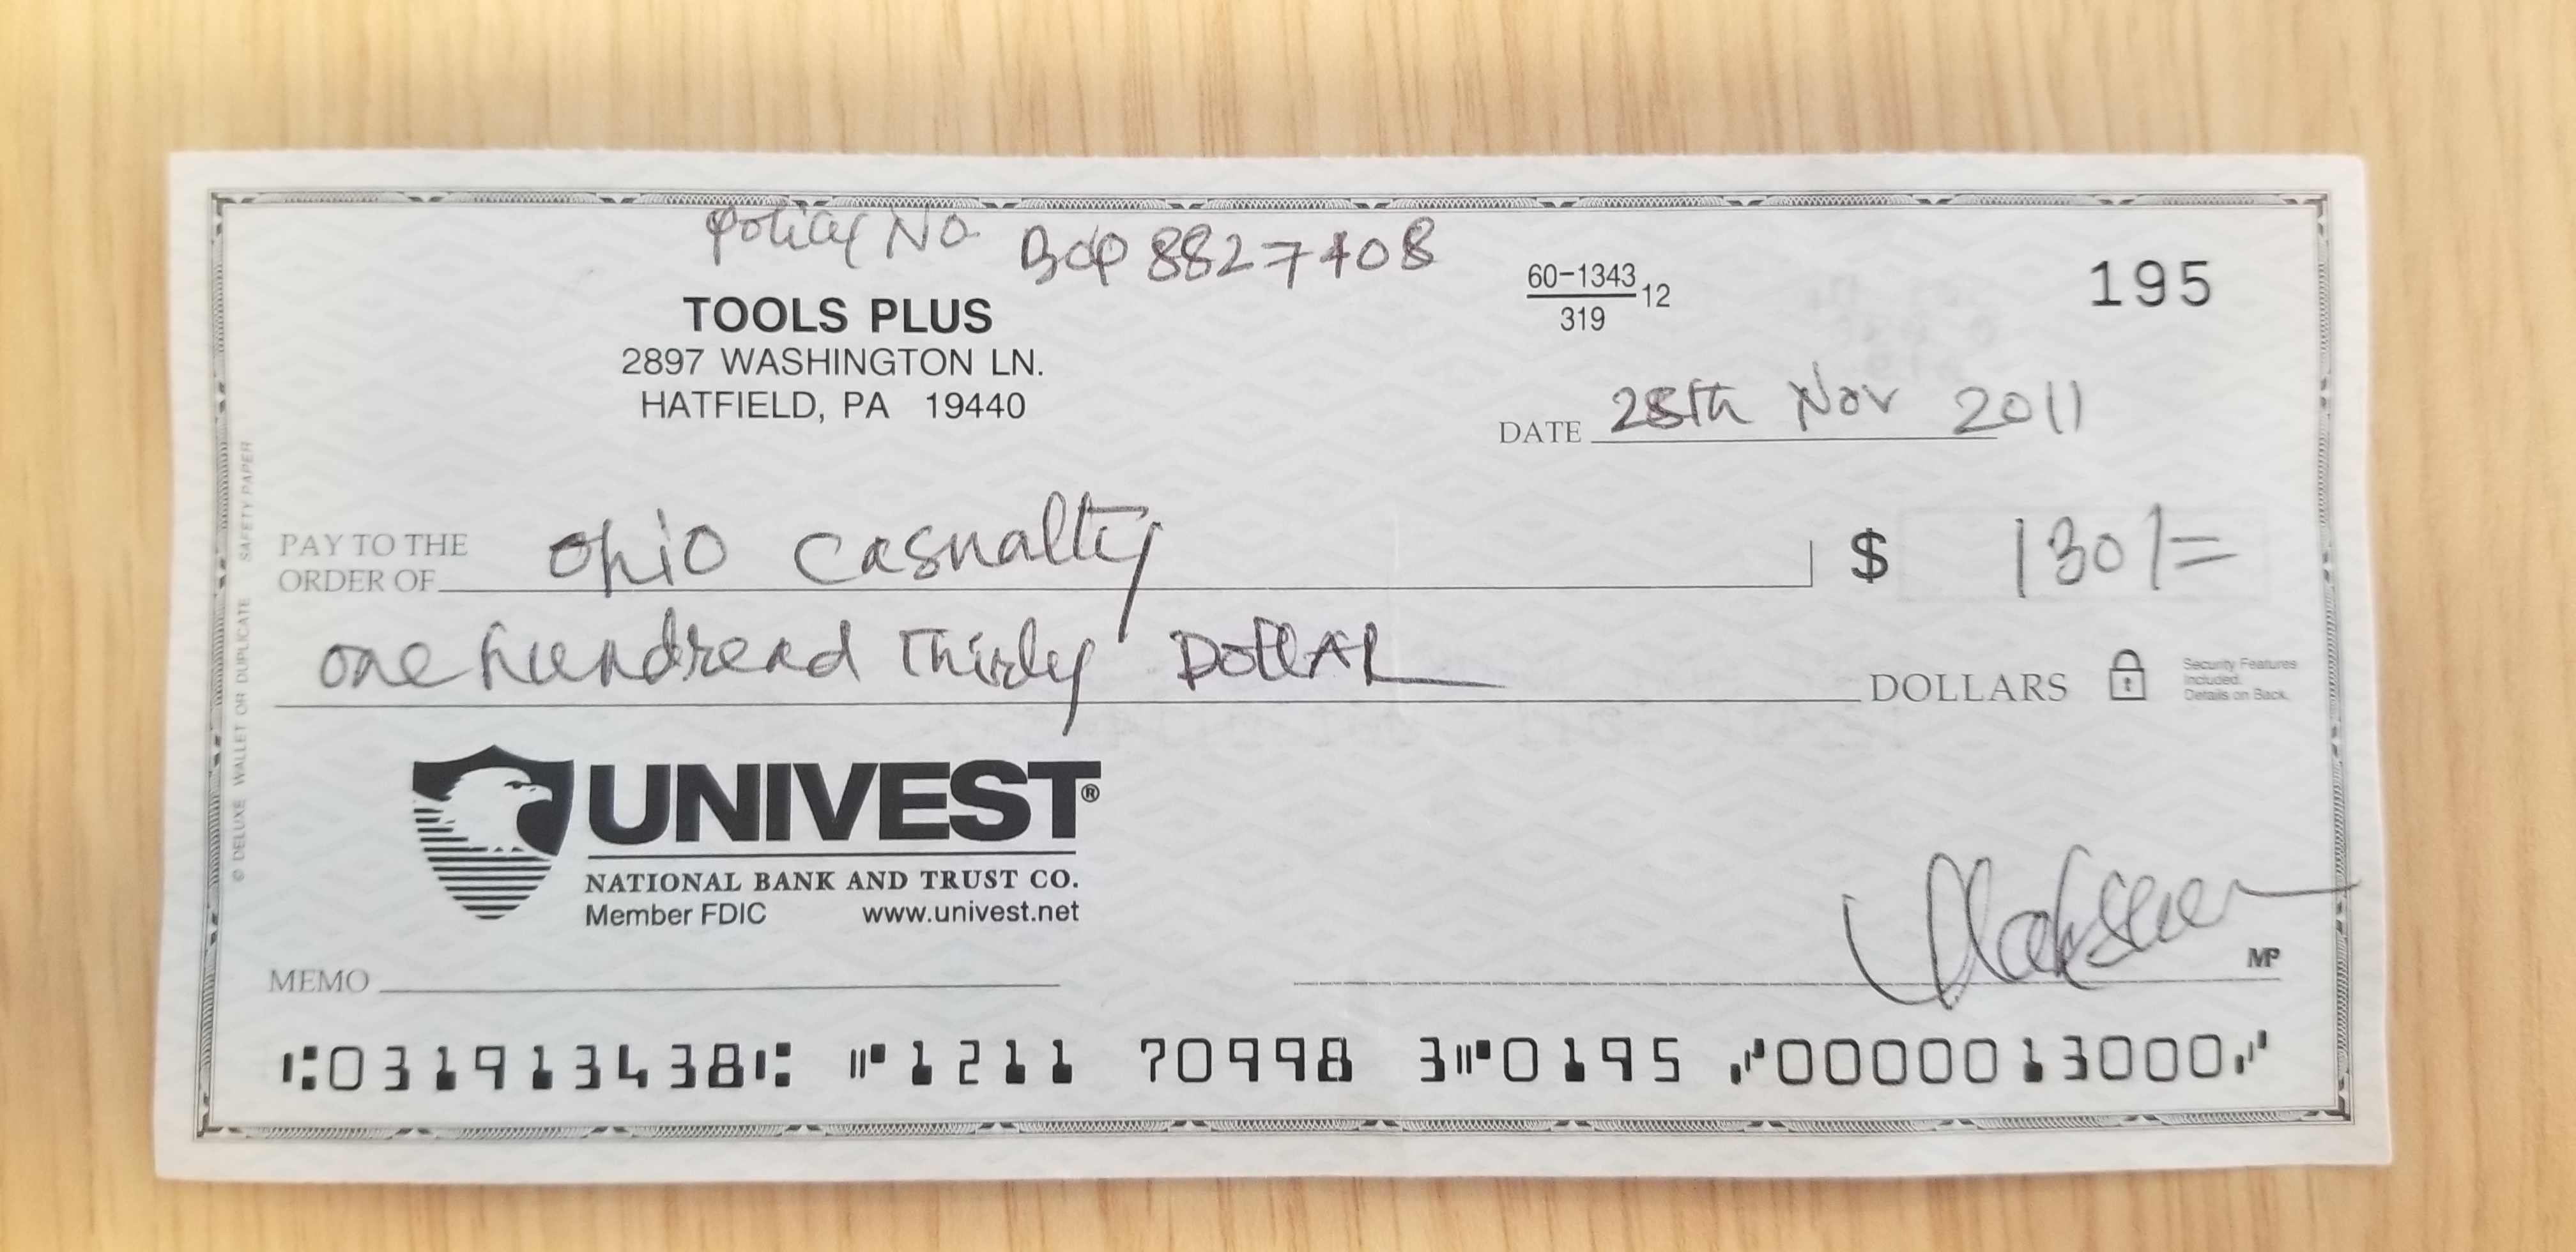 Policy No. BOP 8827408
60-1343/319 12
195
TOOLS PLUS
2897 WASHINGTON LN.
HATFIELD, PA 19440
DATE 28th Nov 2011
PAY TO THE
ORDER OF Ohio Casualty $ 130/=
one hundread Thirty DollAR DOLLARS
Security Features
Included.
Details on Back.
UNIVEST®
NATIONAL BANK AND TRUST CO.
Member FDIC www.univest.net
MEMO
MP
⑆031913438⑆ ⑈1211 70998 3⑈0195 ⑇0000013000⑇
© DELUXE WALLET OR DUPLICATE SAFETY PAPER